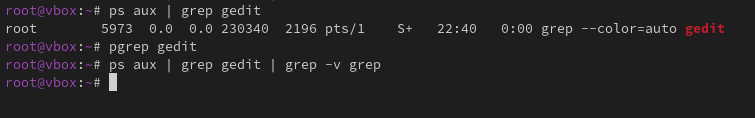 root@vbox:~# ps aux | grep gedit
root        5973  0.0  0.0 230340  2196 pts/1    S+   22:40   0:00 grep --color=auto gedit
root@vbox:~# pgrep gedit
root@vbox:~# ps aux | grep gedit | grep -v grep
root@vbox:~#